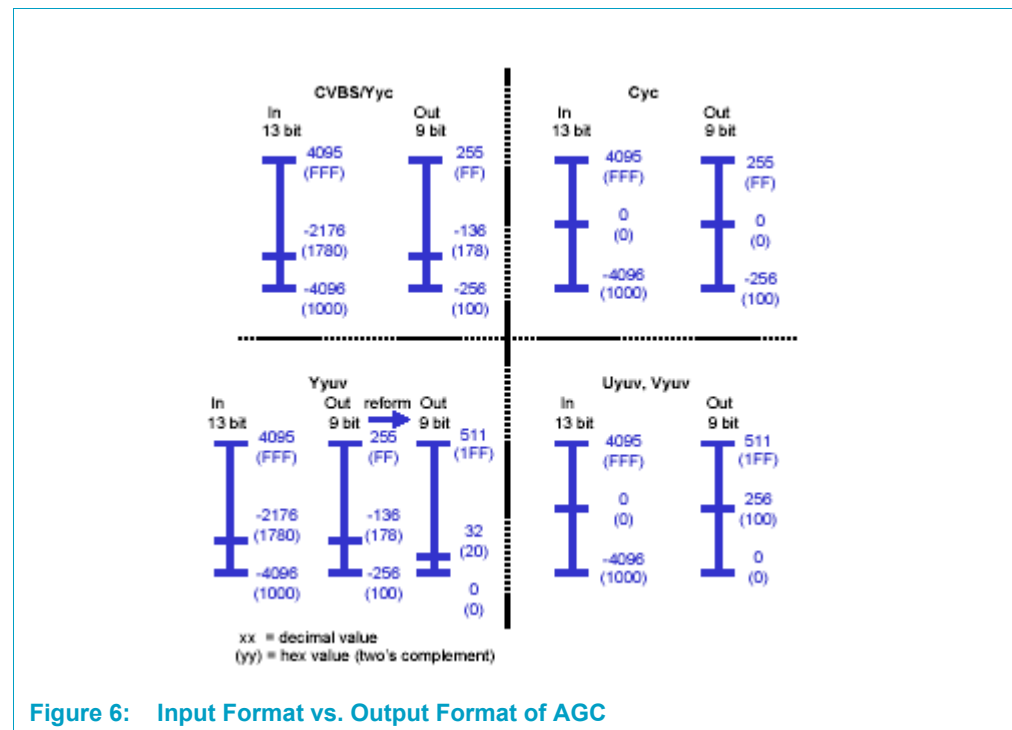 CVBS/Yyc
In
13 bit
Out
9 bit
4095
(FFF)
-2176
(1780)
-4096
(1000)
255
(FF)
-136
(178)
-256
(100)
Cyc
In
13 bit
Out
9 bit
4095
(FFF)
0
(0)
-4096
(1000)
255
(FF)
0
(0)
-256
(100)
Yyuv
In
13 bit
Out
9 bit
reform
Out
9 bit
4095
(FFF)
-2176
(1780)
-4096
(1000)
255
(FF)
-136
(178)
-256
(100)
511
(1FF)
32
(20)
0
(0)
Uyuv, Vyuv
In
13 bit
Out
9 bit
4095
(FFF)
0
(0)
-4096
(1000)
511
(1FF)
256
(100)
0
(0)
xx = decimal value
(yy) = hex value (two's complement)
Figure 6: Input Format vs. Output Format of AGC